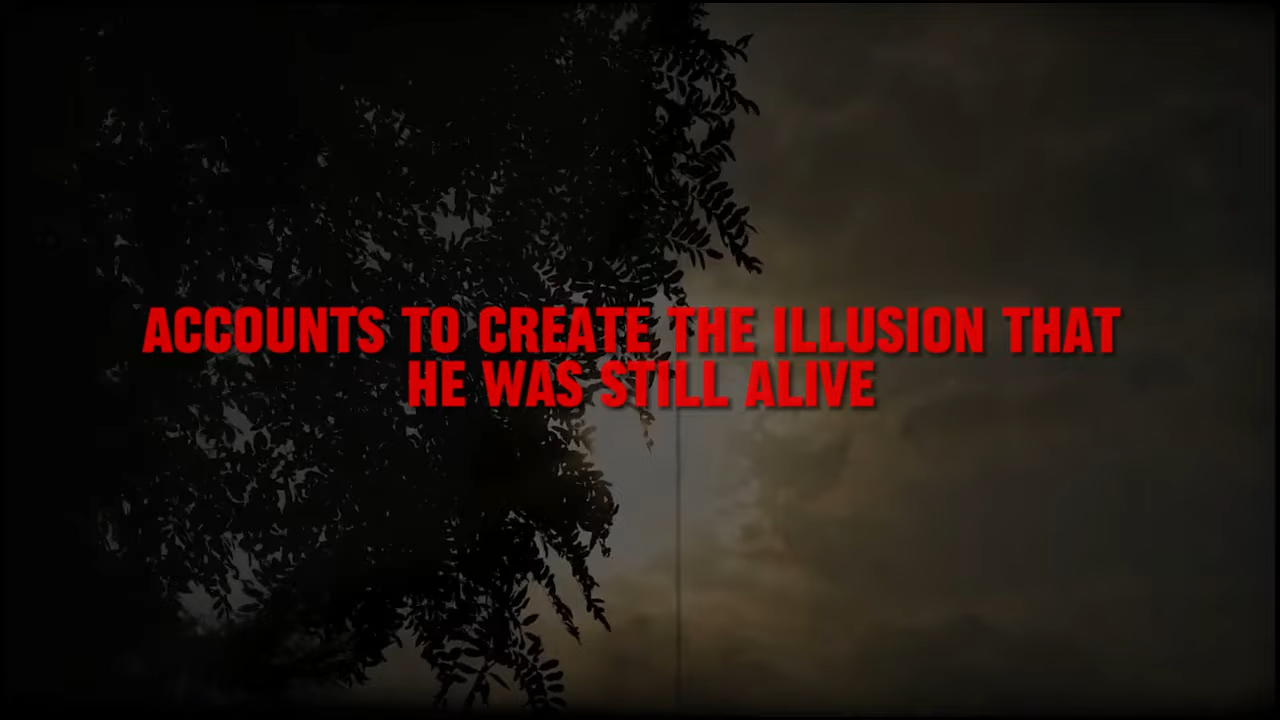 ACCOUNTS TO CREATE THE ILLUSION THAT
HE WAS STILL ALIVE